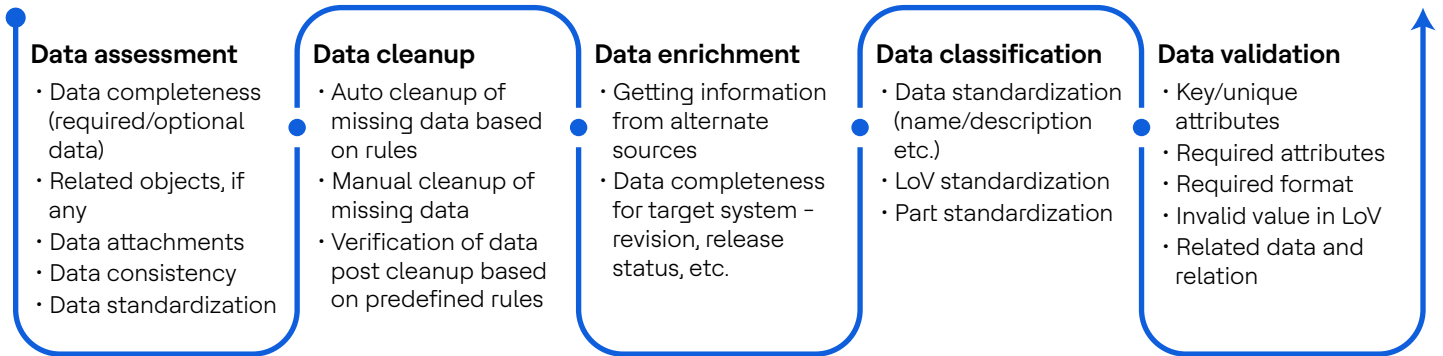 Data assessment
· Data completeness
(required/optional
data)
· Related objects, if
any
· Data attachments
· Data consistency
· Data standardization
Data cleanup
· Auto cleanup of
missing data based
on rules
· Manual cleanup of
missing data
· Verification of data
post cleanup based
on predefined rules
Data enrichment
· Getting information
from alternate
sources
· Data completeness
for target system –
revision, release
status, etc.
Data classification
· Data standardization
(name/description
etc.)
· LoV standardization
· Part standardization
Data validation
· Key/unique
attributes
· Required attributes
· Required format
· Invalid value in LoV
· Related data and
relation